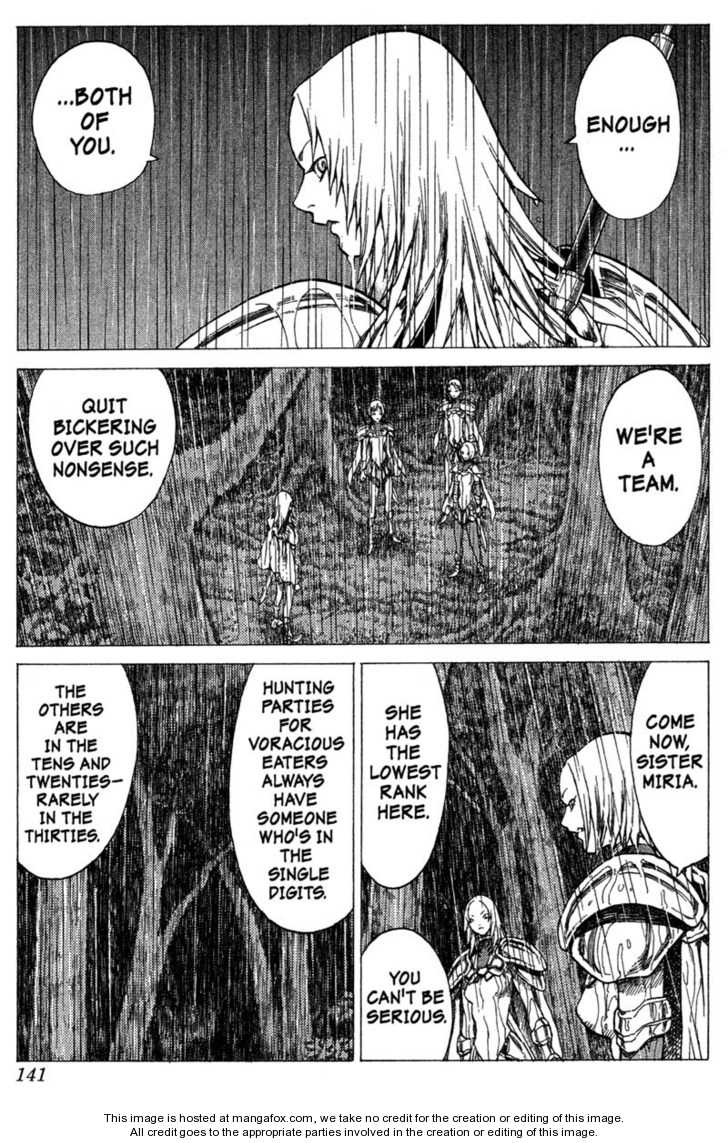 ENOUGH
...
...BOTH
OF
YOU.
WE'RE
A
TEAM.
QUIT
BICKERING
OVER SUCH
NONSENSE.
COME
NOW,
SISTER
MIRIA.
SHE
HAS
THE
LOWEST
RANK
HERE.
YOU
CAN'T BE
SERIOUS.
HUNTING
PARTIES
FOR
VORACIOUS
EATERS
ALWAYS
HAVE
SOMEONE
WHO'S IN
THE
SINGLE
DIGITS.
THE
OTHERS
ARE
IN THE
TENS AND
TWENTIES—
RARELY
IN THE
THIRTIES.
141
This image is hosted at mangafox.com, we take no credit for the creation or editing of this image.
All credit goes to the appropriate parties involved in the creation or editing of this image.